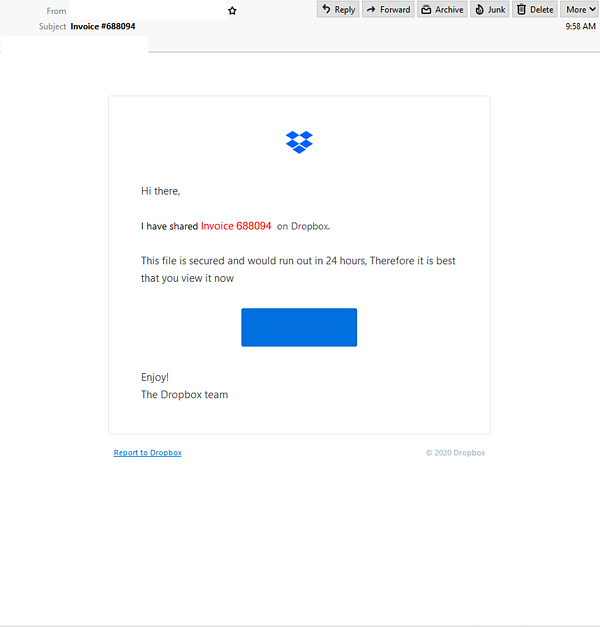 From
Reply Forward Archive Junk Delete More
Subject Invoice #688094
9:58 AM
Hi there,
I have shared Invoice 688094 on Dropbox.
This file is secured and would run out in 24 hours, Therefore it is best
that you view it now
Enjoy!
The Dropbox team
Report to Dropbox
© 2020 Dropbox